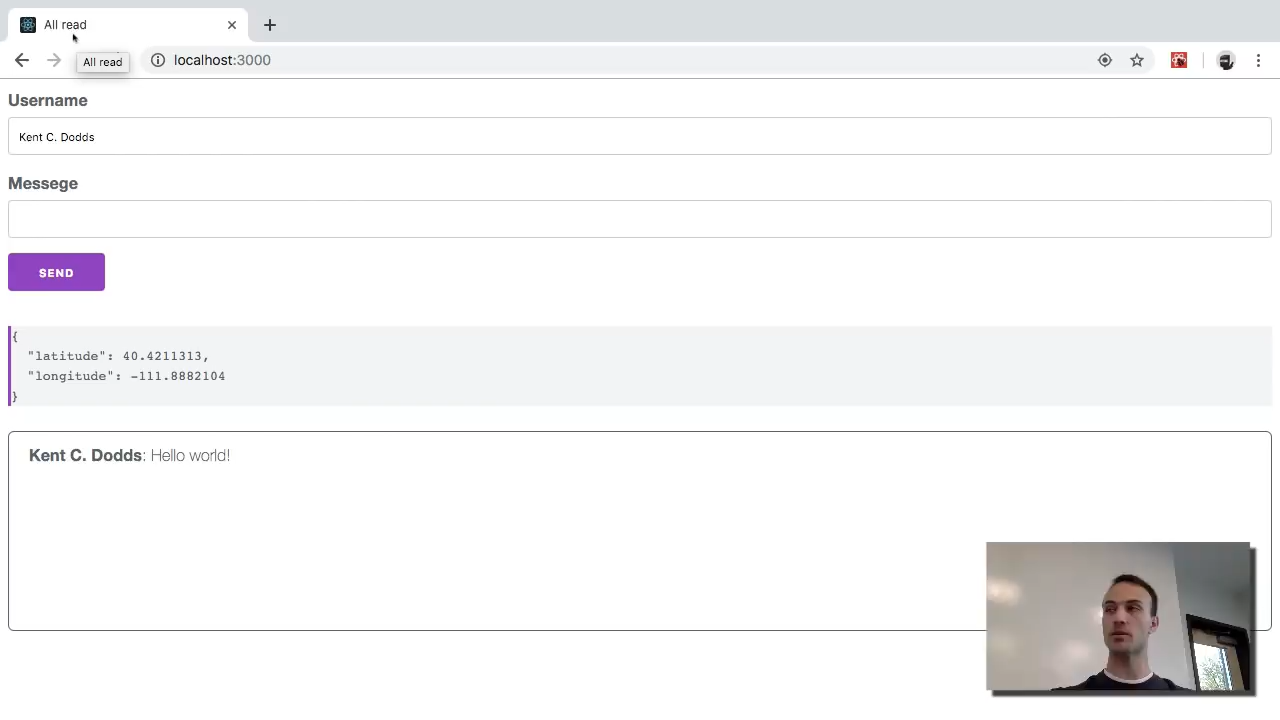 All read
All read
localhost:3000
Username
Kent C. Dodds
Messege
SEND
{
"latitude": 40.4211313,
"longitude": -111.8882104
}
Kent C. Dodds: Hello world!